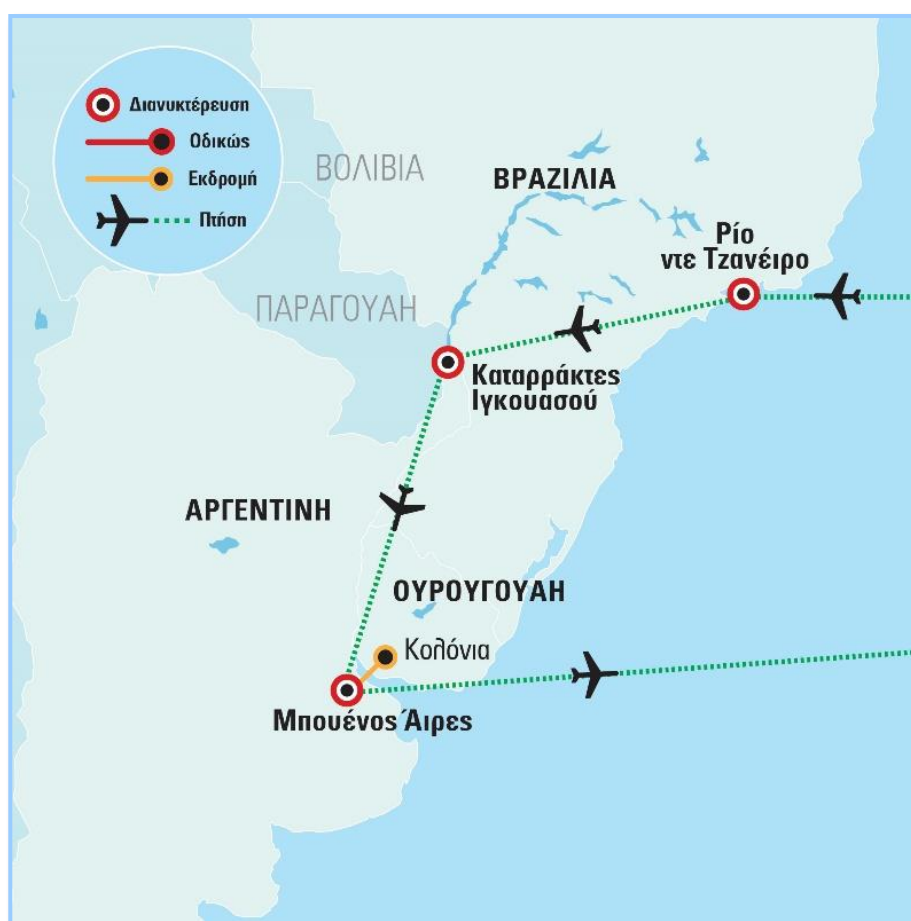 Διανυκτέρευση
Οδικώς
Εκδρομή
Πτήση
ΒΟΛΙΒΙΑ
ΒΡΑΖΙΛΙΑ
Ρίο
ντε Τζανέιρο
ΠΑΡΑΓΟΥΑΗ
Καταρράκτες
Ιγκουασού
ΑΡΓΕΝΤΙΝΗ
ΟΥΡΟΥΓΟΥΑΗ
Κολόνια
Μπουένος Άιρες